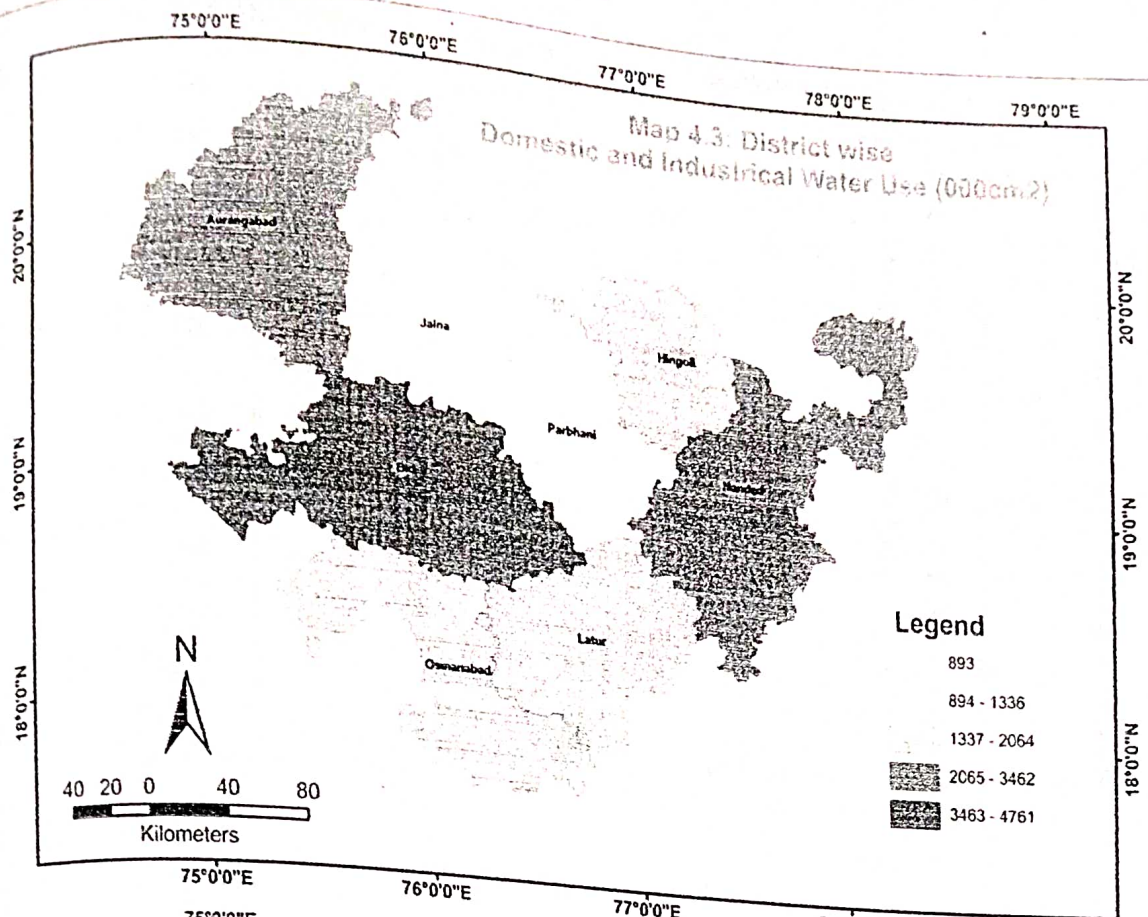 75°0'0"E
76°0'0"E
77°0'0"E
78°0'0"E
79°0'0"E
Map 4.3: District wise
Domestic and Industrical Water Use (000cm2)
20°0'0"N
20°0'0"N
Aurangabad
Jalna
Hingoli
Parbhani
19°0'0"N
19°0'0"N
Nanded
Latur
Osmanabad
Legend
893
894 - 1336
1337 - 2064
2065 - 3462
3463 - 4761
N
18°0'0"N
18°0'0"N
40 20 0 40 80
Kilometers
75°0'0"E
76°0'0"E
77°0'0"E